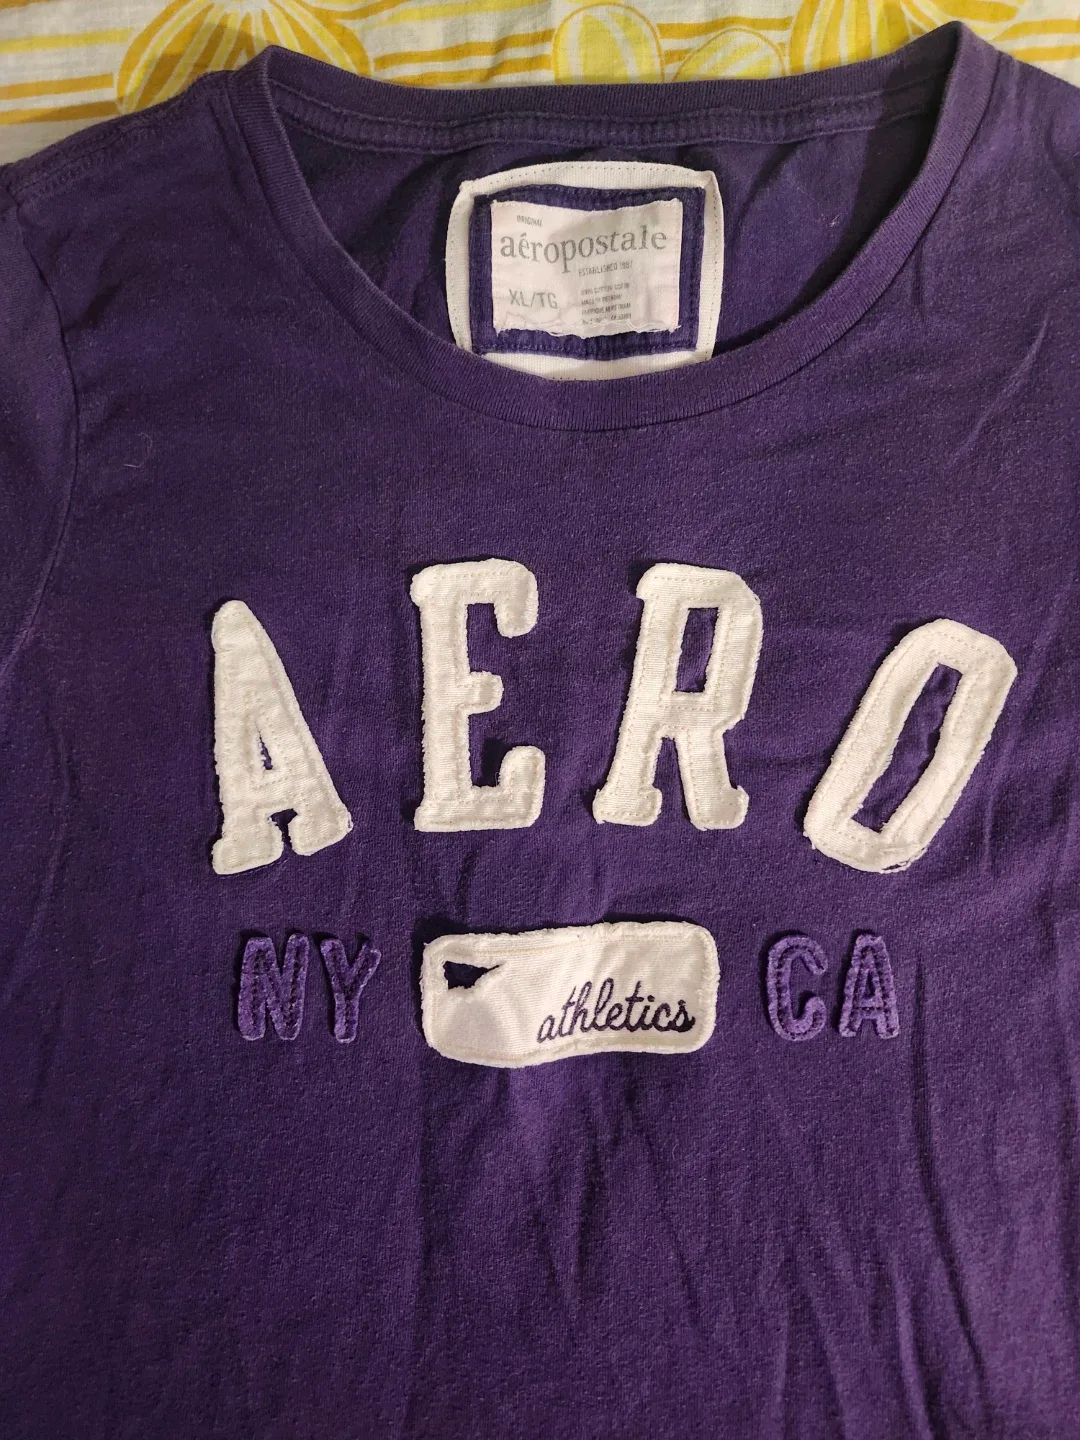 ORIGINAL
aéropostale
ESTABLISHED 1987
XL/TG
AERO
NY athletics CA